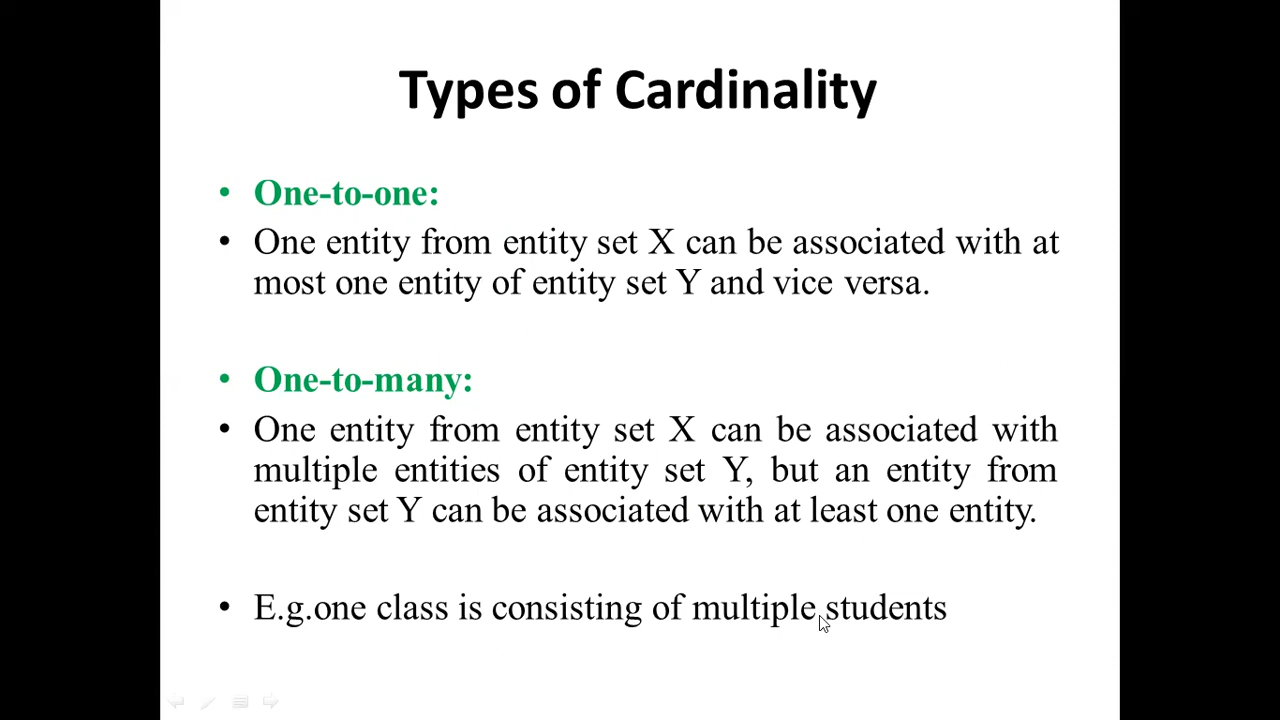 Types of Cardinality
• One-to-one:
• One entity from entity set X can be associated with at
most one entity of entity set Y and vice versa.
• One-to-many:
• One entity from entity set X can be associated with
multiple entities of entity set Y, but an entity from
entity set Y can be associated with at least one entity.
• E.g.one class is consisting of multiple students